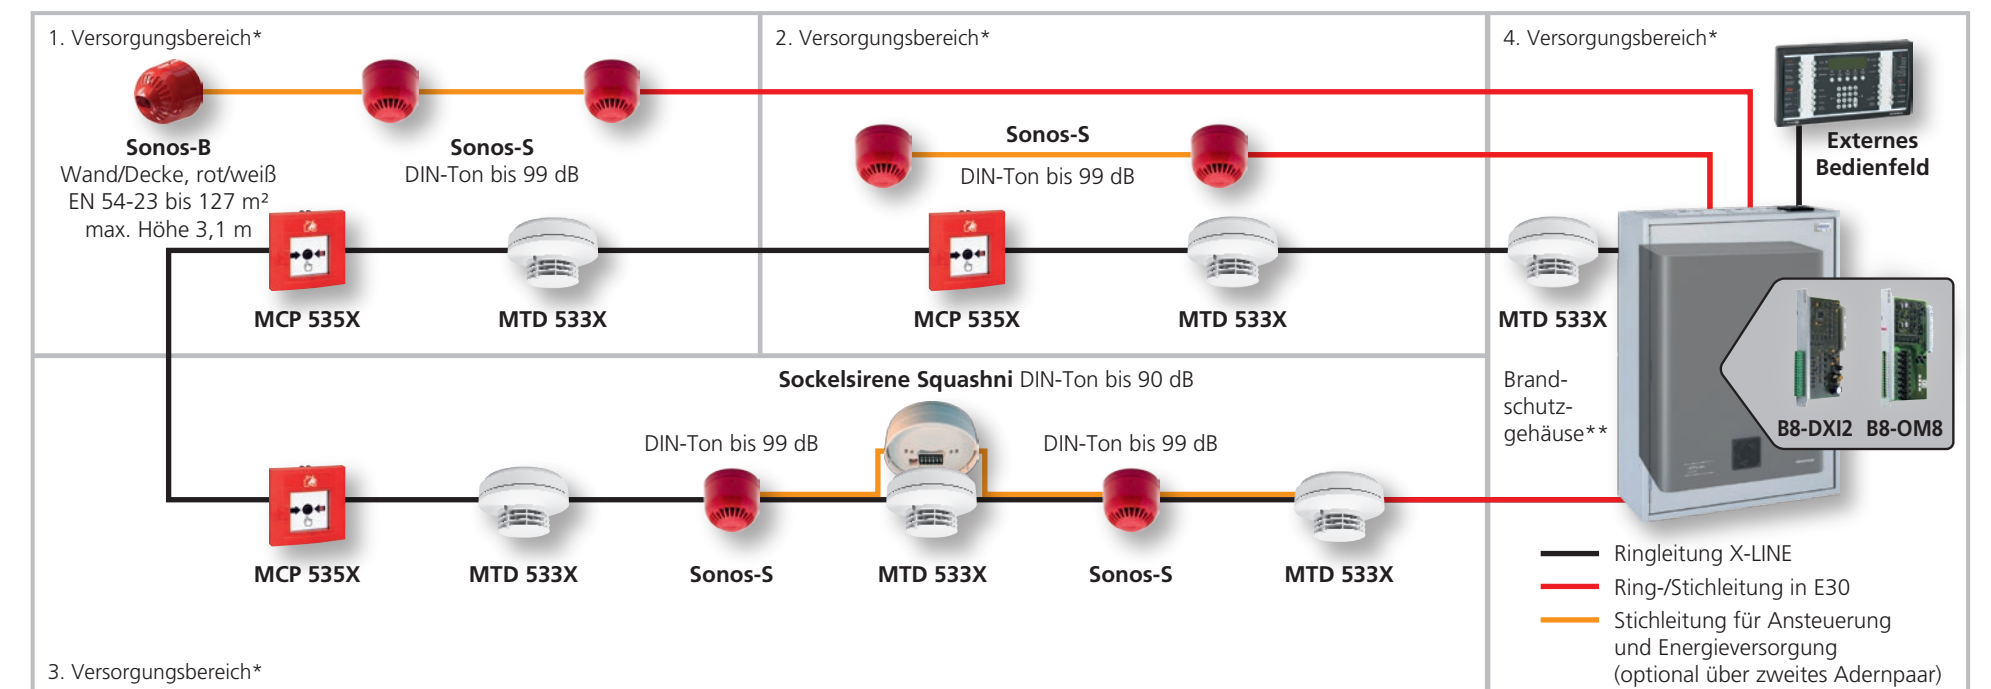 1. Versorgungsbereich*
2. Versorgungsbereich*
4. Versorgungsbereich*
Sonos-B
Wand/Decke, rot/weiß
EN 54-23 bis 127 m²
max. Höhe 3,1 m
Sonos-S
DIN-Ton bis 99 dB
Sonos-S
DIN-Ton bis 99 dB
Externes
Bedienfeld
MCP 535X
MTD 533X
MCP 535X
MTD 533X
MTD 533X
Sockelsirene Squashni DIN-Ton bis 90 dB
DIN-Ton bis 99 dB
DIN-Ton bis 99 dB
Brand-
schutz-
gehäuse**
B8-DXI2
B8-OM8
MCP 535X
MTD 533X
Sonos-S
MTD 533X
Sonos-S
MTD 533X
Ringleitung X-LINE
Ring-/Stichleitung in E30
Stichleitung für Ansteuerung
und Energieversorgung
(optional über zweites Adernpaar)
3. Versorgungsbereich*